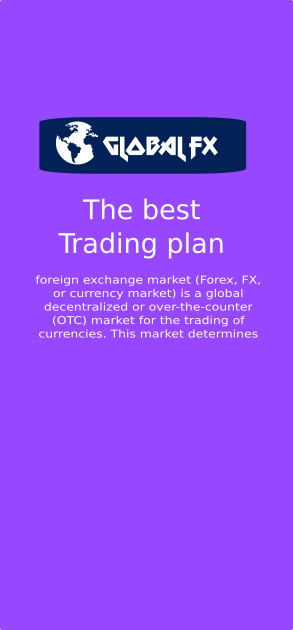 GLOBAL FX
The best
Trading plan
foreign exchange market (Forex, FX,
or currency market) is a global
decentralized or over-the-counter
(OTC) market for the trading of
currencies. This market determines